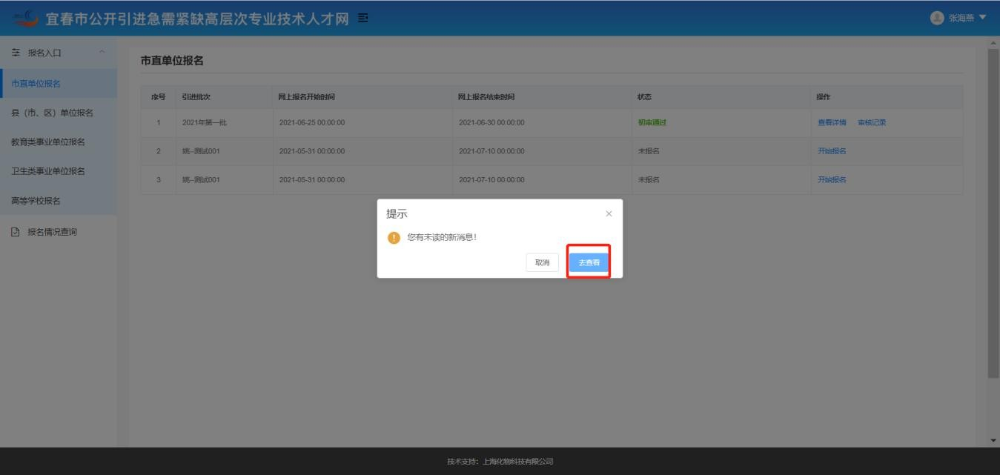 宜春市公开引进急需紧缺高层次专业技术人才网
张海燕
报名入口
市直单位报名
县（市、区）单位报名
教育类事业单位报名
卫生类事业单位报名
高等学校报名
报名情况查询
市直单位报名
序号 引进批次 网上报名开始时间 网上报名结束时间 状态 操作
1 2021年第一批 2021-06-25 00:00:00 2021-06-30 00:00:00 初审通过 查看详情 审核记录
2 姚--测试001 2021-05-31 00:00:00 2021-07-10 00:00:00 未报名 开始报名
3 姚--测试001 2021-05-31 00:00:00 2021-07-10 00:00:00 未报名 开始报名
提示
您有未读的新消息！
取消 去查看
技术支持：上海化物科技有限公司